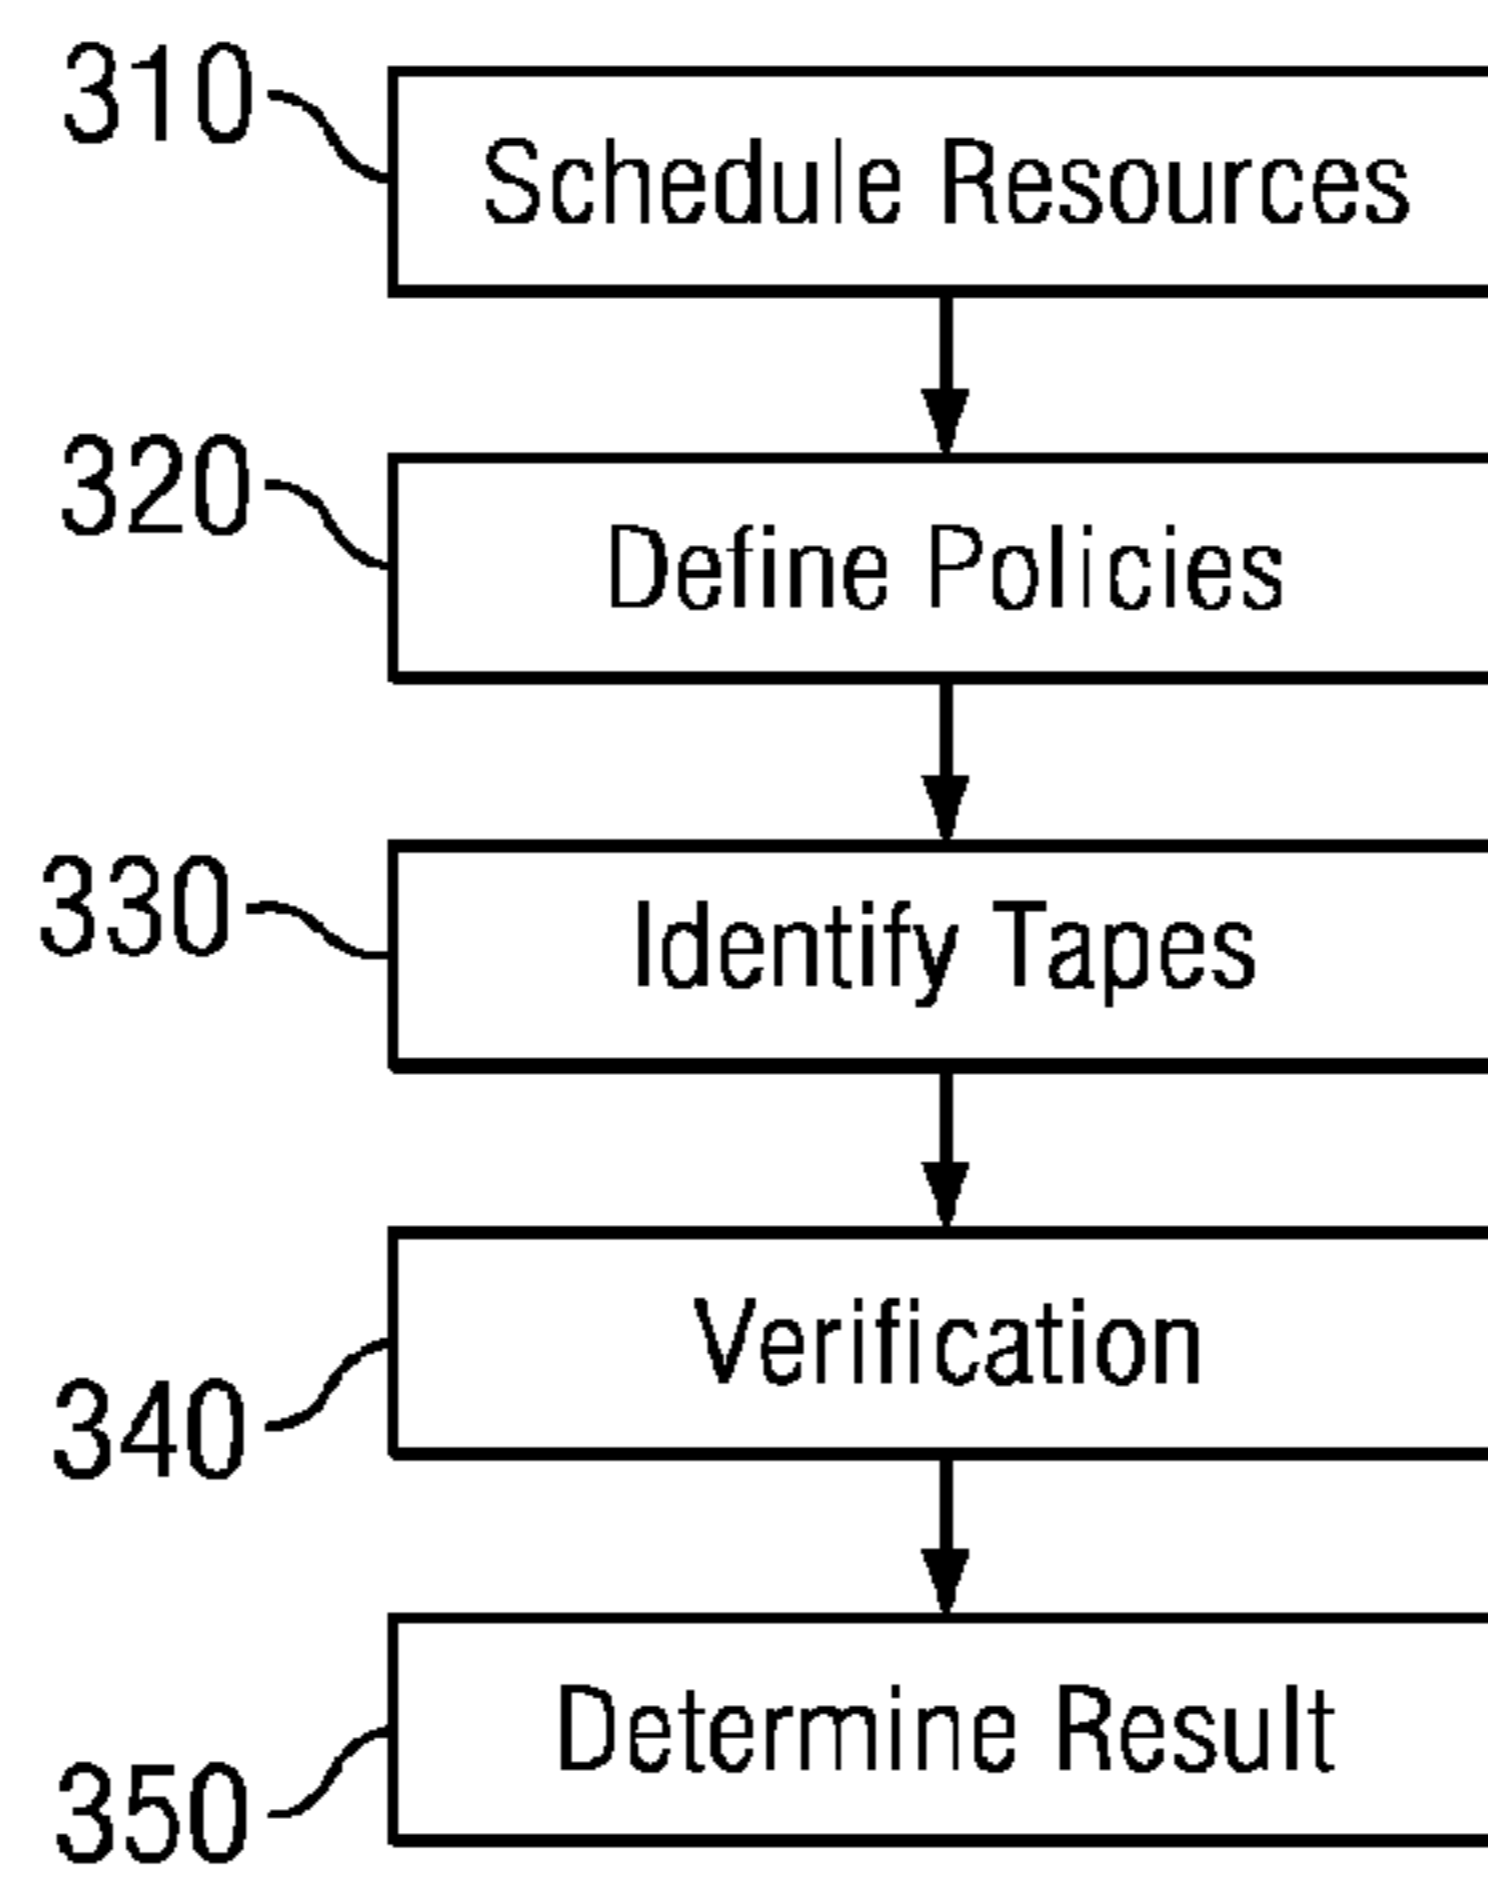 310
Schedule Resources
320
Define Policies
330
Identify Tapes
340
Verification
350
Determine Result